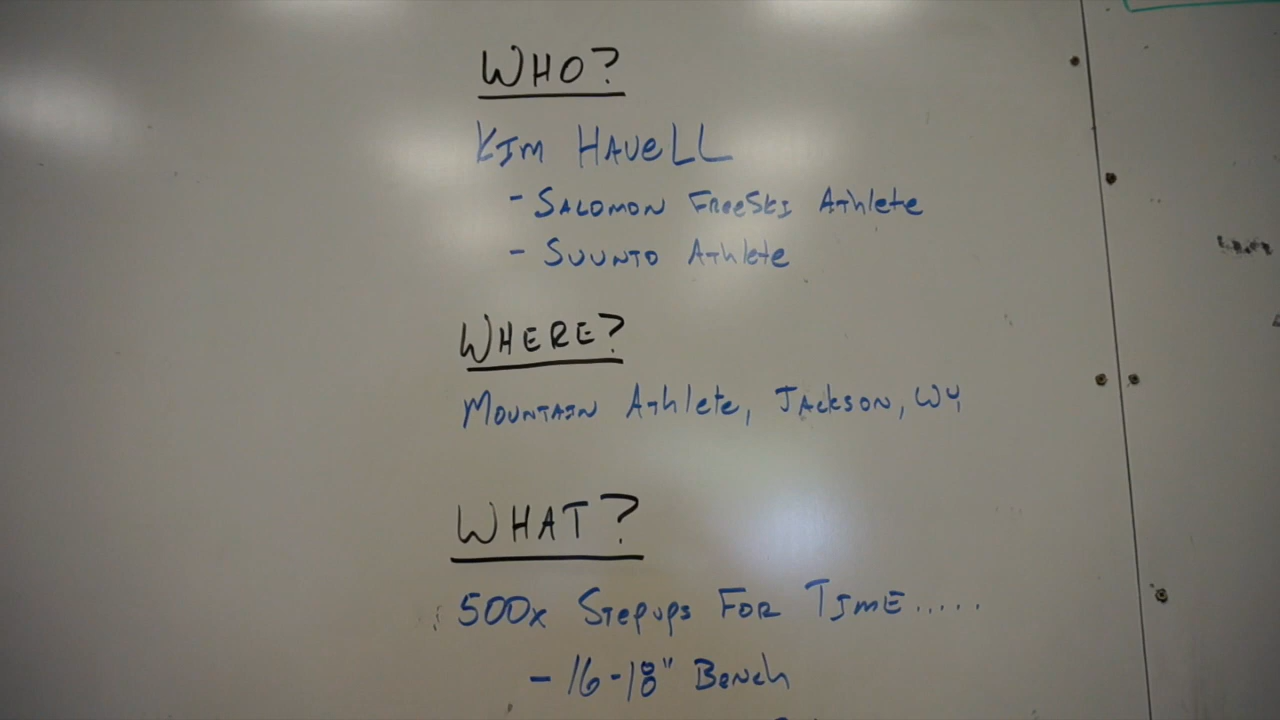 WHO?
KIM HAVELL
- SALOMON FREESKI AThlete
- SUUNTO AThlete
WHERE?
MOUNTAIN AThlete, JACKSON, WY
WHAT?
500x STEPUPS FOR TIME.....
- 16-18" BENCH